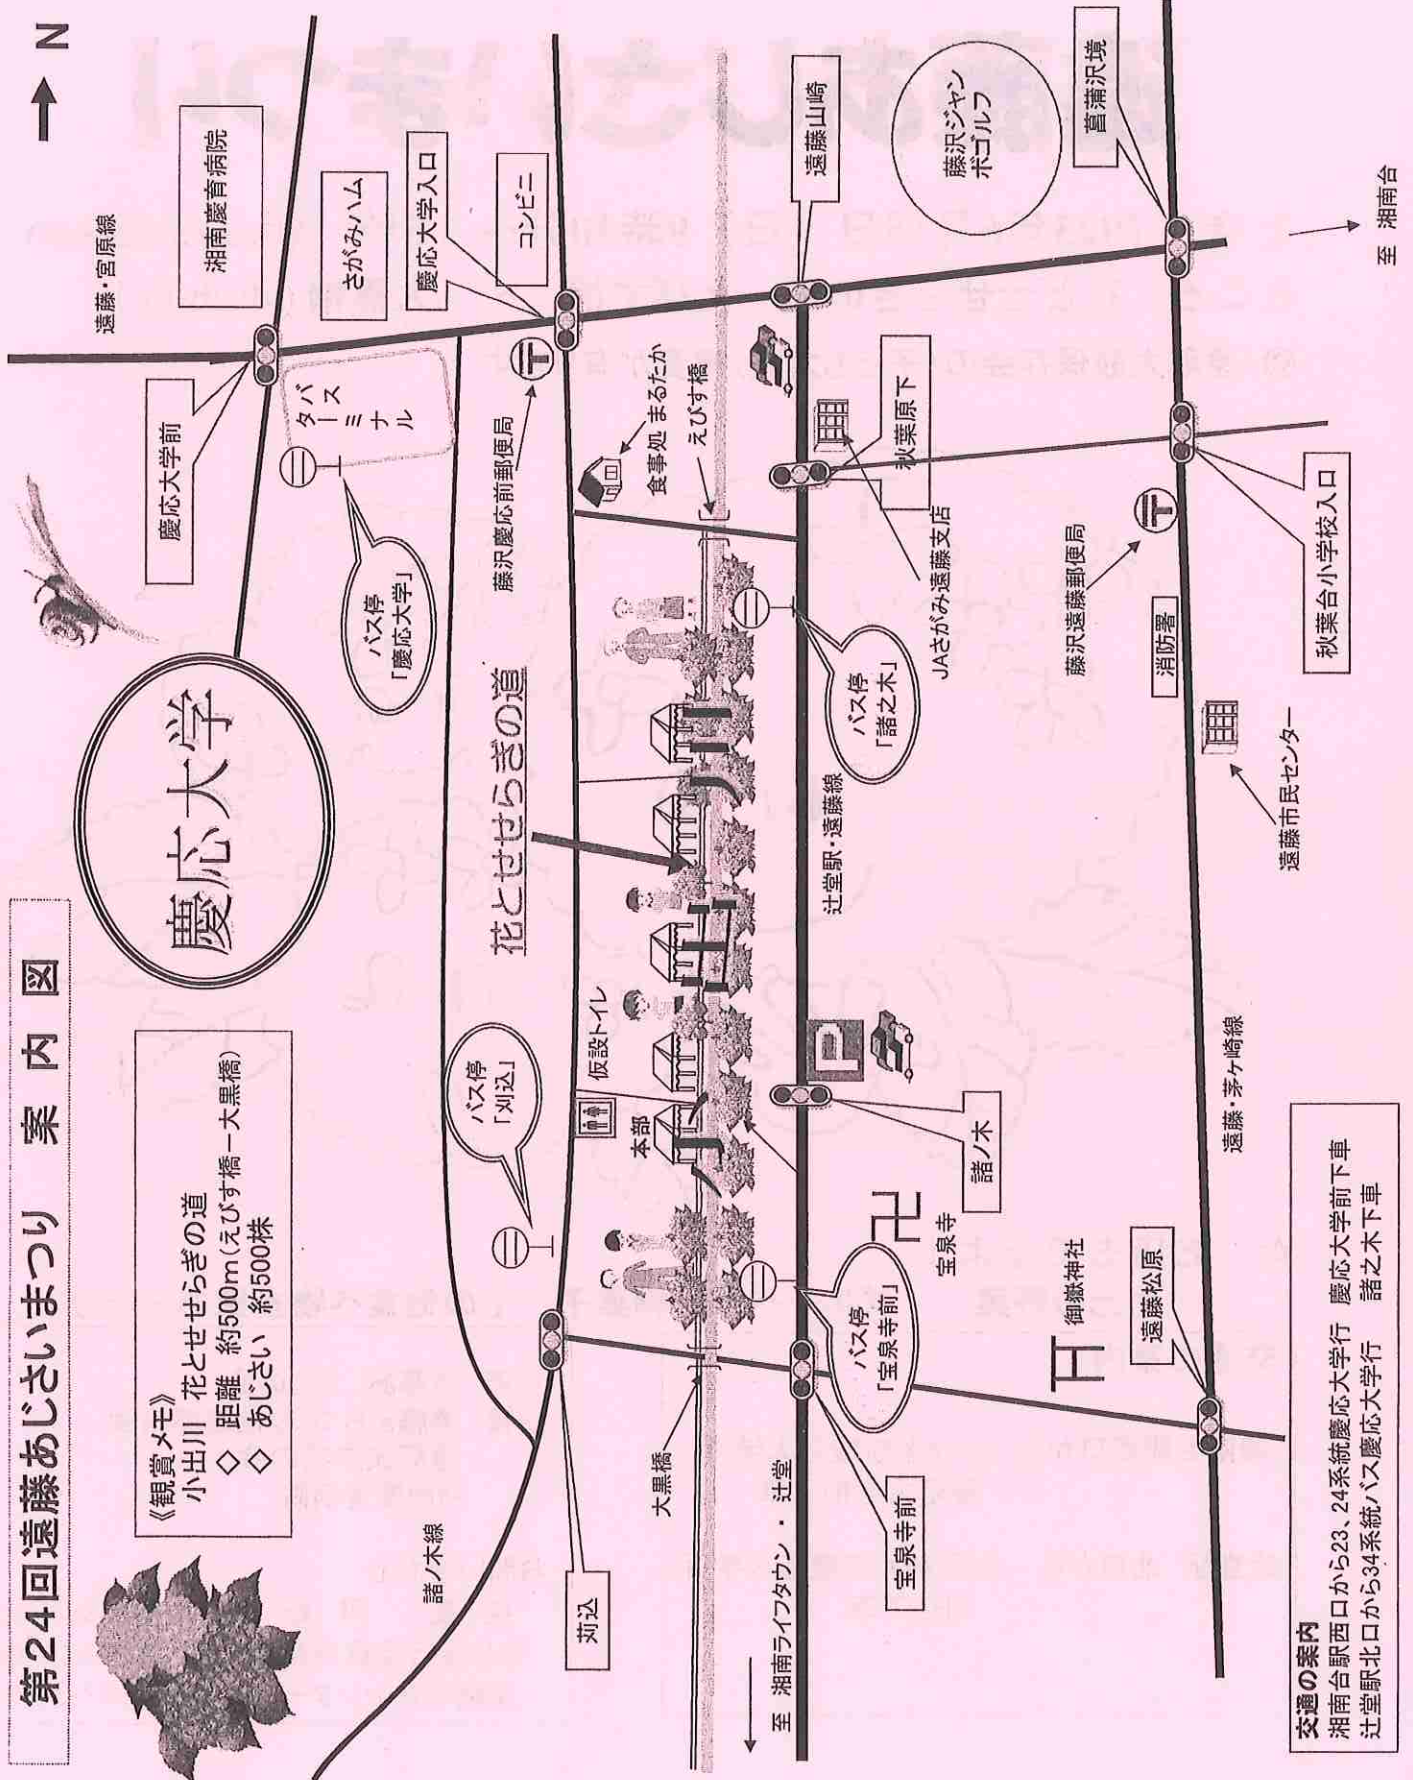 第24回遠藤あじさいまつり　案　内　図
《観賞メモ》
小出川　花とせせらぎの道
◇　距離　約500m（えびす橋ー大黒橋）
◇　あじさい　約500株
慶応大学
慶応大学前
遠藤・宮原線
湘南慶育病院
N
バス
ターミナル
さがみハム
慶応大学入口
コンビニ
バス停
「慶応大学」
藤沢慶応前郵便局
花とせせらぎの道
バス停
「刈込」
諸ノ木線
刈込
仮設トイレ
本部
食事処 まるたか
えびす橋
大黒橋
遠藤山崎
藤沢ジャン
ボゴルフ
菖蒲沢境
至　湘南台
秋葉原下
JAさがみ遠藤支店
バス停
「諸之木」
辻堂駅・遠藤線
P
諸ノ木
卍
宝泉寺
バス停
「宝泉寺前」
宝泉寺前
至　湘南ライフタウン ・ 辻堂
藤沢遠藤郵便局
消防署
秋葉台小学校入口
遠藤市民センター
遠藤・茅ケ崎線
御嶽神社
遠藤松原
交通の案内
湘南台駅西口から23、24系統慶応大学行　慶応大学前下車
辻堂駅北口から34系統バス慶応大学行　　諸之木下車